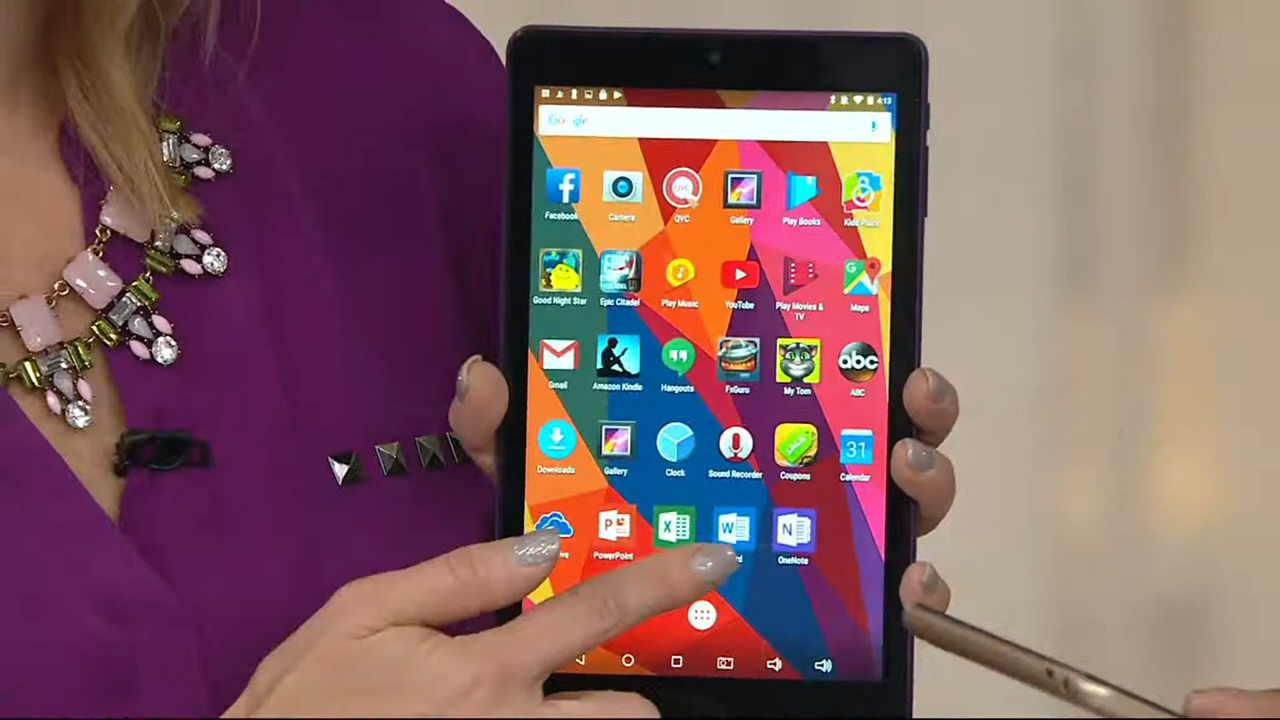 4:13
Google
Facebook Camera QVC Gallery Play Books Kids Place
Good Night Star Epic Citadel Play Music YouTube Play Movies &
TV
Maps
Gmail Amazon Kindle Hangouts FxGuru My Tom abc
ABC
Downloads Gallery Clock Sound Recorder Coupons 31
Calendar
PowerPoint OneNote